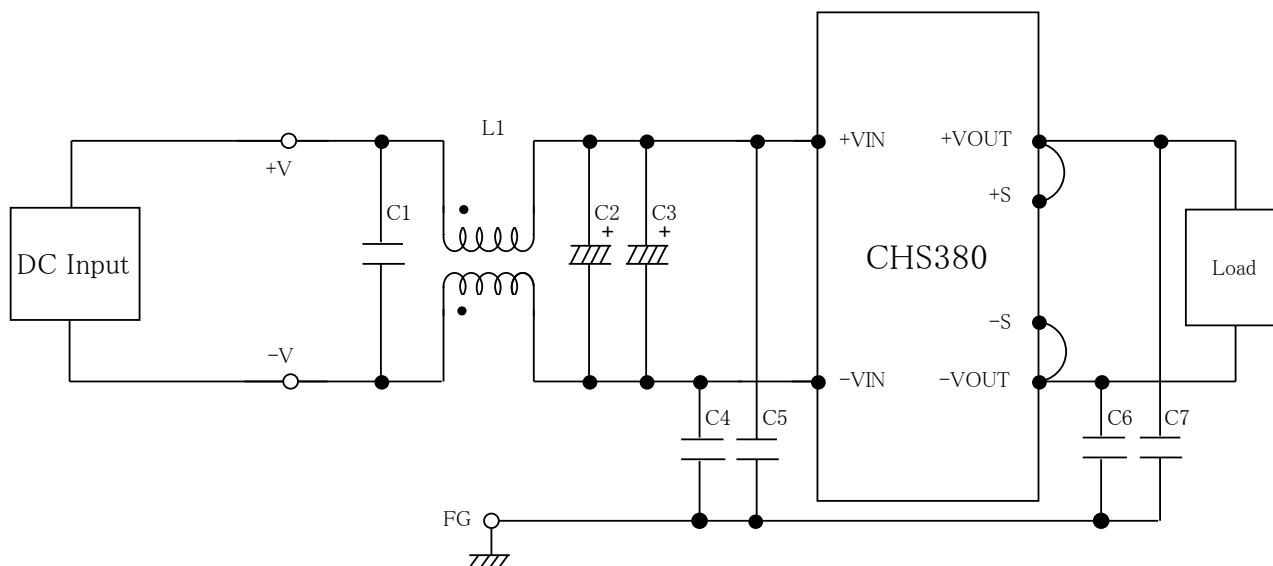 L1
+V
+VIN
+VOUT
+S
C1
C2
+
C3
+
DC Input
CHS380
Load
-S
-V
-VIN
-VOUT
C4
C5
C6
C7
FG